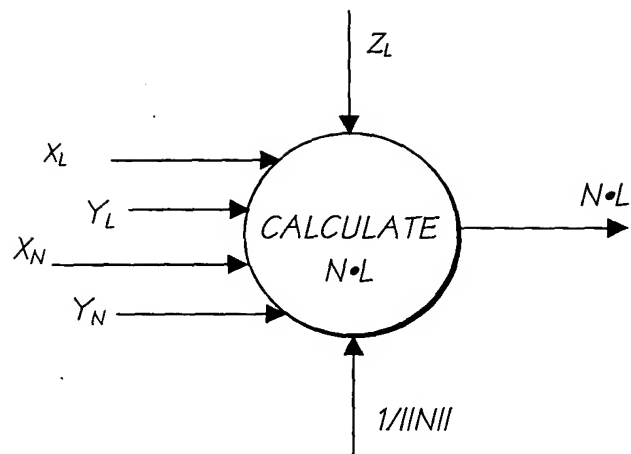 Z_L
X_L
Y_L
N•L
CALCULATE
X_N
N•L
Y_N
1/||N||